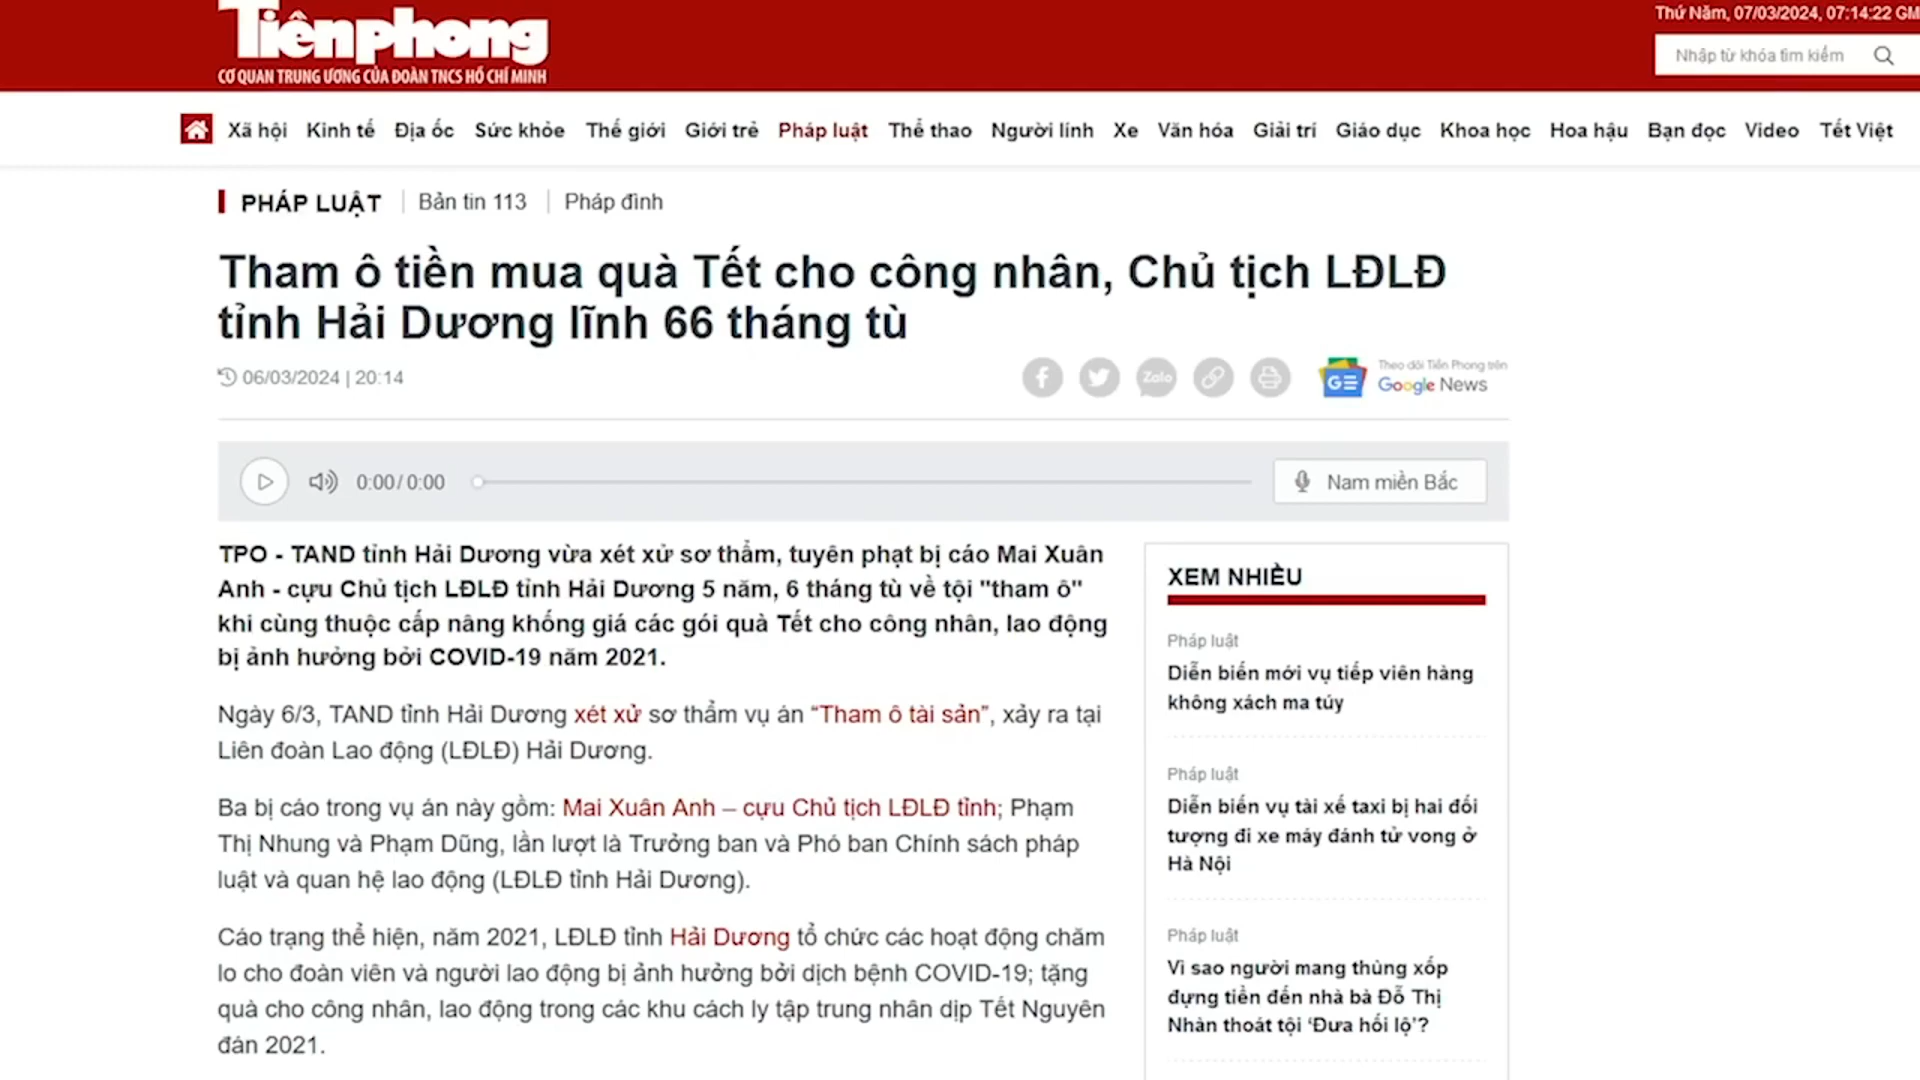 Tiền phong
CƠ QUAN TRUNG ƯƠNG CỦA ĐOÀN TNCS HỒ CHÍ MINH
Thứ Năm, 07/03/2024, 07:14:22 GM
Nhập từ khóa tìm kiếm
Xã hội Kinh tế Địa ốc Sức khỏe Thế giới Giới trẻ Pháp luật Thể thao Người lính Xe Văn hóa Giải trí Giáo dục Khoa học Hoa hậu Bạn đọc Video Tết Việt
PHÁP LUẬT Bản tin 113 Pháp đình
Tham ô tiền mua quà Tết cho công nhân, Chủ tịch LĐLĐ
tỉnh Hải Dương lĩnh 66 tháng tù
06/03/2024 | 20:14
Zalo
GE
Theo dõi Tiền Phong trên
Google News
0:00/ 0:00
Nam miền Bắc
TPO - TAND tỉnh Hải Dương vừa xét xử sơ thẩm, tuyên phạt bị cáo Mai Xuân
Anh - cựu Chủ tịch LĐLĐ tỉnh Hải Dương 5 năm, 6 tháng tù về tội "tham ô"
khi cùng thuộc cấp nâng khống giá các gói quà Tết cho công nhân, lao động
bị ảnh hưởng bởi COVID-19 năm 2021.
Ngày 6/3, TAND tỉnh Hải Dương xét xử sơ thẩm vụ án “Tham ô tài sản”, xảy ra tại
Liên đoàn Lao động (LĐLĐ) Hải Dương.
Ba bị cáo trong vụ án này gồm: Mai Xuân Anh – cựu Chủ tịch LĐLĐ tỉnh; Phạm
Thị Nhung và Phạm Dũng, lần lượt là Trưởng ban và Phó ban Chính sách pháp
luật và quan hệ lao động (LĐLĐ tỉnh Hải Dương).
Cáo trạng thể hiện, năm 2021, LĐLĐ tỉnh Hải Dương tổ chức các hoạt động chăm
lo cho đoàn viên và người lao động bị ảnh hưởng bởi dịch bệnh COVID-19; tặng
quà cho công nhân, lao động trong các khu cách ly tập trung nhân dịp Tết Nguyên
đán 2021.
XEM NHIỀU
Pháp luật
Diễn biến mới vụ tiếp viên hàng
không xách ma túy
Pháp luật
Diễn biến vụ tài xế taxi bị hai đối
tượng đi xe máy đánh tử vong ở
Hà Nội
Pháp luật
Vì sao người mang thùng xốp
đựng tiền đến nhà bà Đỗ Thị
Nhàn thoát tội ‘Đưa hối lộ’?